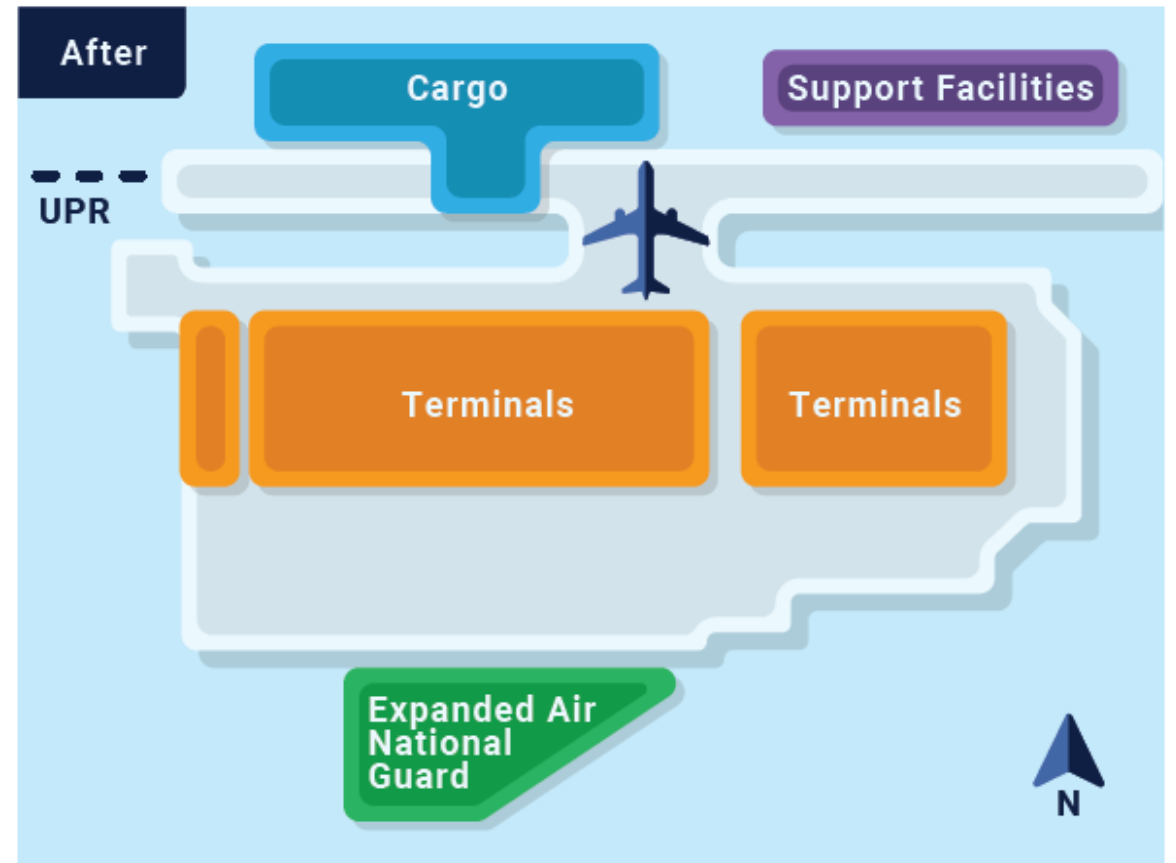 After
Cargo
Support Facilities
UPR
Terminals
Terminals
Expanded Air
National
Guard
N